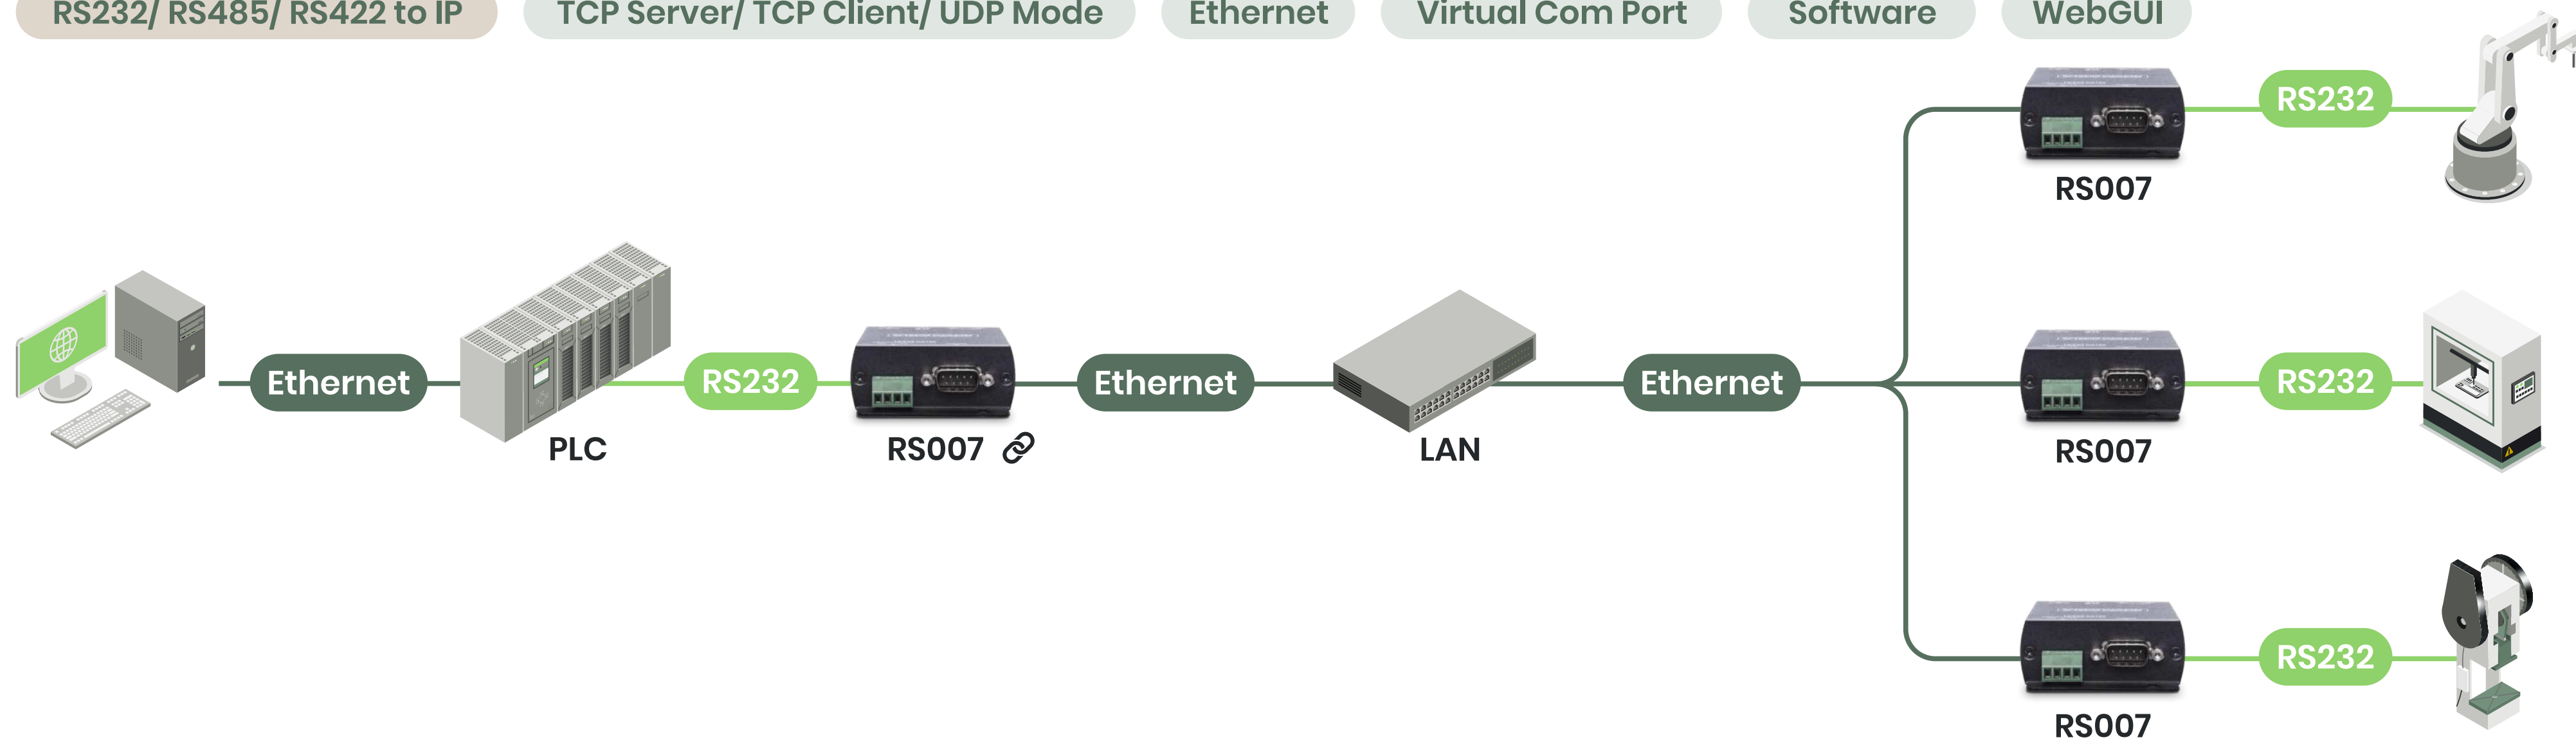 RS232/ RS485/ RS422 to IP
TCP Server/ TCP Client/ UDP Mode
Ethernet
Virtual Com Port
Software
WebGUI
RS232
RS007
Ethernet
PLC
RS232
RS007
Ethernet
LAN
Ethernet
RS007
RS232
RS007
RS232